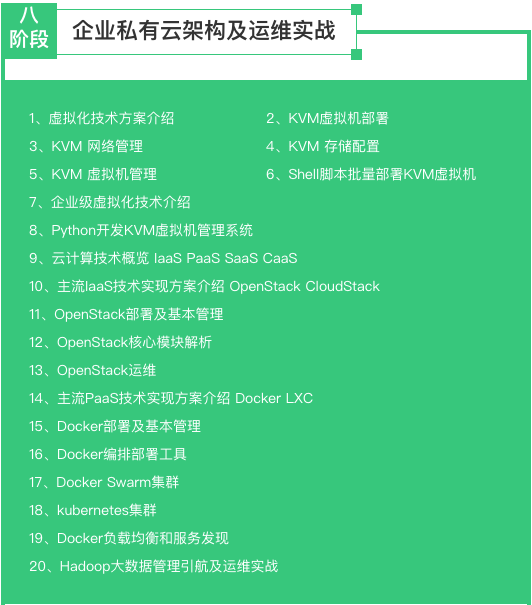 八
阶段
企业私有云架构及运维实战
1、虚拟化技术方案介绍 2、KVM虚拟机部署
3、KVM 网络管理 4、KVM 存储配置
5、KVM 虚拟机管理 6、Shell脚本批量部署KVM虚拟机
7、企业级虚拟化技术介绍
8、Python开发KVM虚拟机管理系统
9、云计算技术概览 IaaS PaaS SaaS CaaS
10、主流IaaS技术实现方案介绍 OpenStack CloudStack
11、OpenStack部署及基本管理
12、OpenStack核心模块解析
13、OpenStack运维
14、主流PaaS技术实现方案介绍 Docker LXC
15、Docker部署及基本管理
16、Docker编排部署工具
17、Docker Swarm集群
18、kubernetes集群
19、Docker负载均衡和服务发现
20、Hadoop大数据管理引航及运维实战